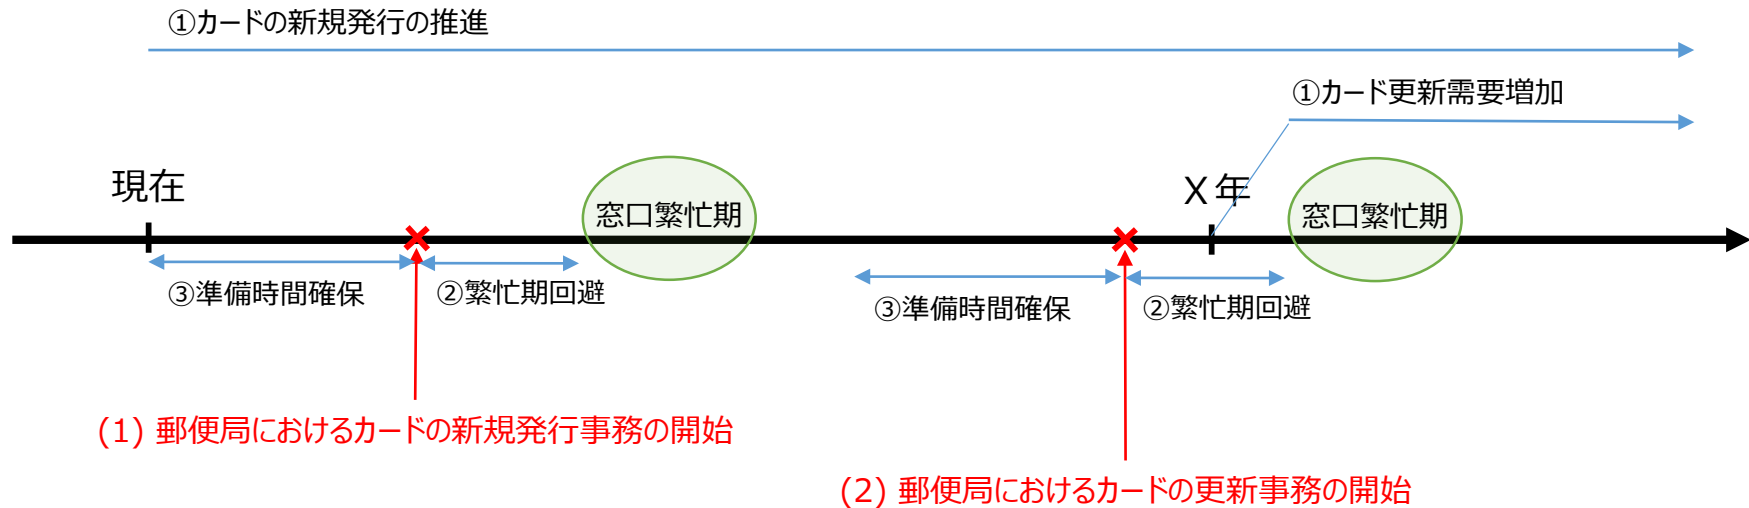 ①カードの新規発行の推進
①カード更新需要増加
現在
X年
窓口繁忙期
窓口繁忙期
③準備時間確保
②繁忙期回避
③準備時間確保
②繁忙期回避
(1) 郵便局におけるカードの新規発行事務の開始
(2) 郵便局におけるカードの更新事務の開始